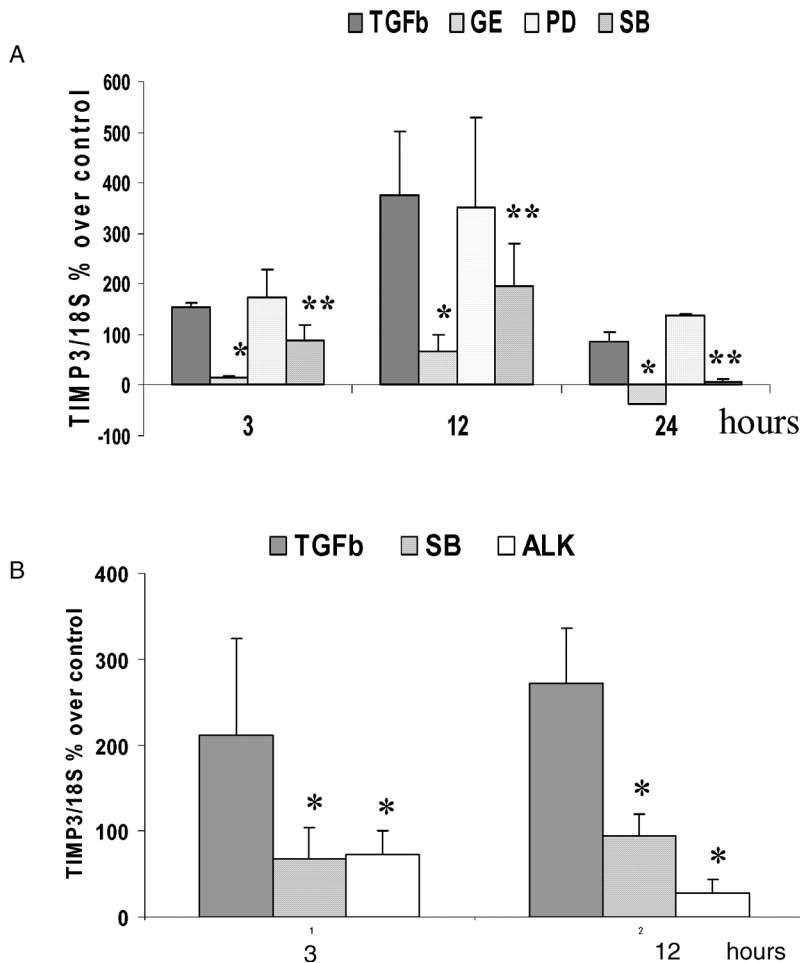 TGFb GE PD SB
A
TIMP3/18S % over control
600
500
400
300
200
100
0
-100
* ** * ** * **
3 12 24 hours
TGFb SB ALK
B
TIMP3/18S % over control
400
300
200
100
0
* * * *
1 2
3 12 hours